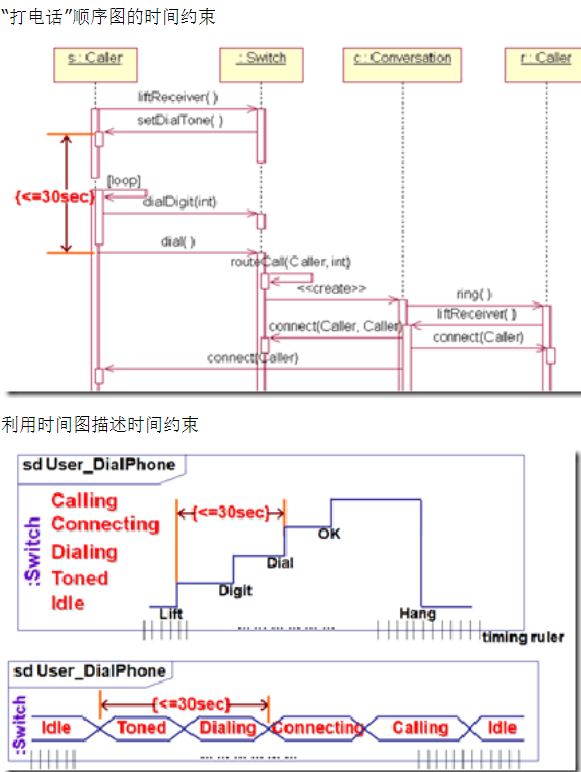 “打电话”顺序图的时间约束
s : Caller
: Switch
c : Conversation
r : Caller
liftReceiver( )
setDialTone( )
{<=30sec}
[loop]
dialDigit(int)
dial( )
routeCall(Caller, int)
<<create>>
ring( )
liftReceiver( )
connect(Caller, Caller)
connect(Caller)
connect(Caller)
利用时间图描述时间约束
sd User_DialPhone
:Switch
Calling
Connecting
Dialing
Toned
Idle
{<=30sec}
OK
Dial
Digit
Lift
Hang
timing ruler
sd User_DialPhone
{<=30sec}
:Switch
Idle Toned Dialing Connecting Calling Idle